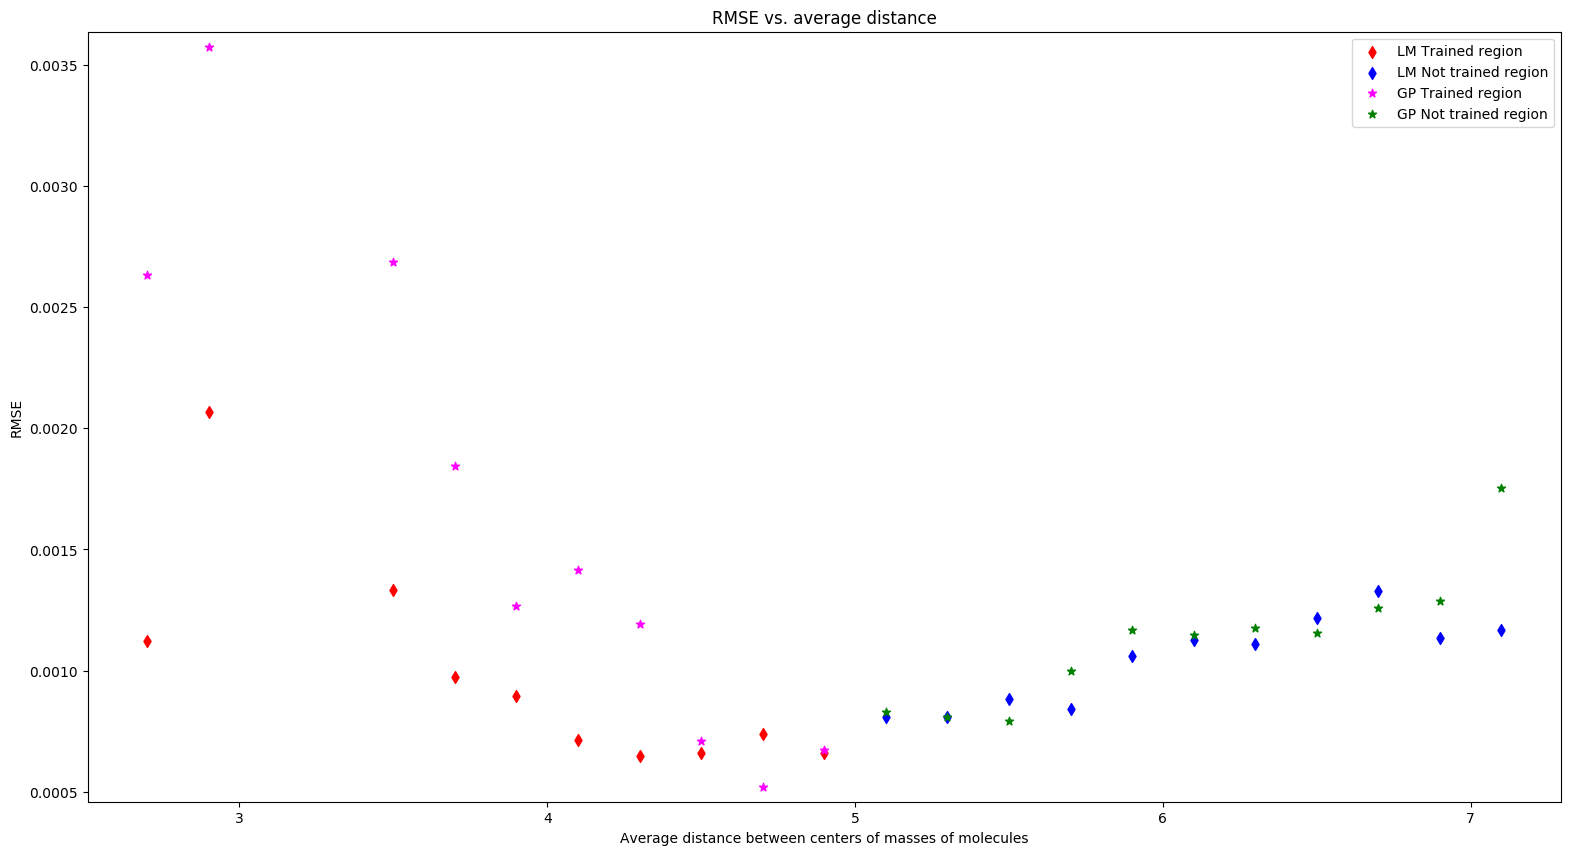 RMSE vs. average distance
LM Trained region
LM Not trained region
GP Trained region
GP Not trained region
RMSE
0.0035
0.0030
0.0025
0.0020
0.0015
0.0010
0.0005
3 4 5 6 7
Average distance between centers of masses of molecules